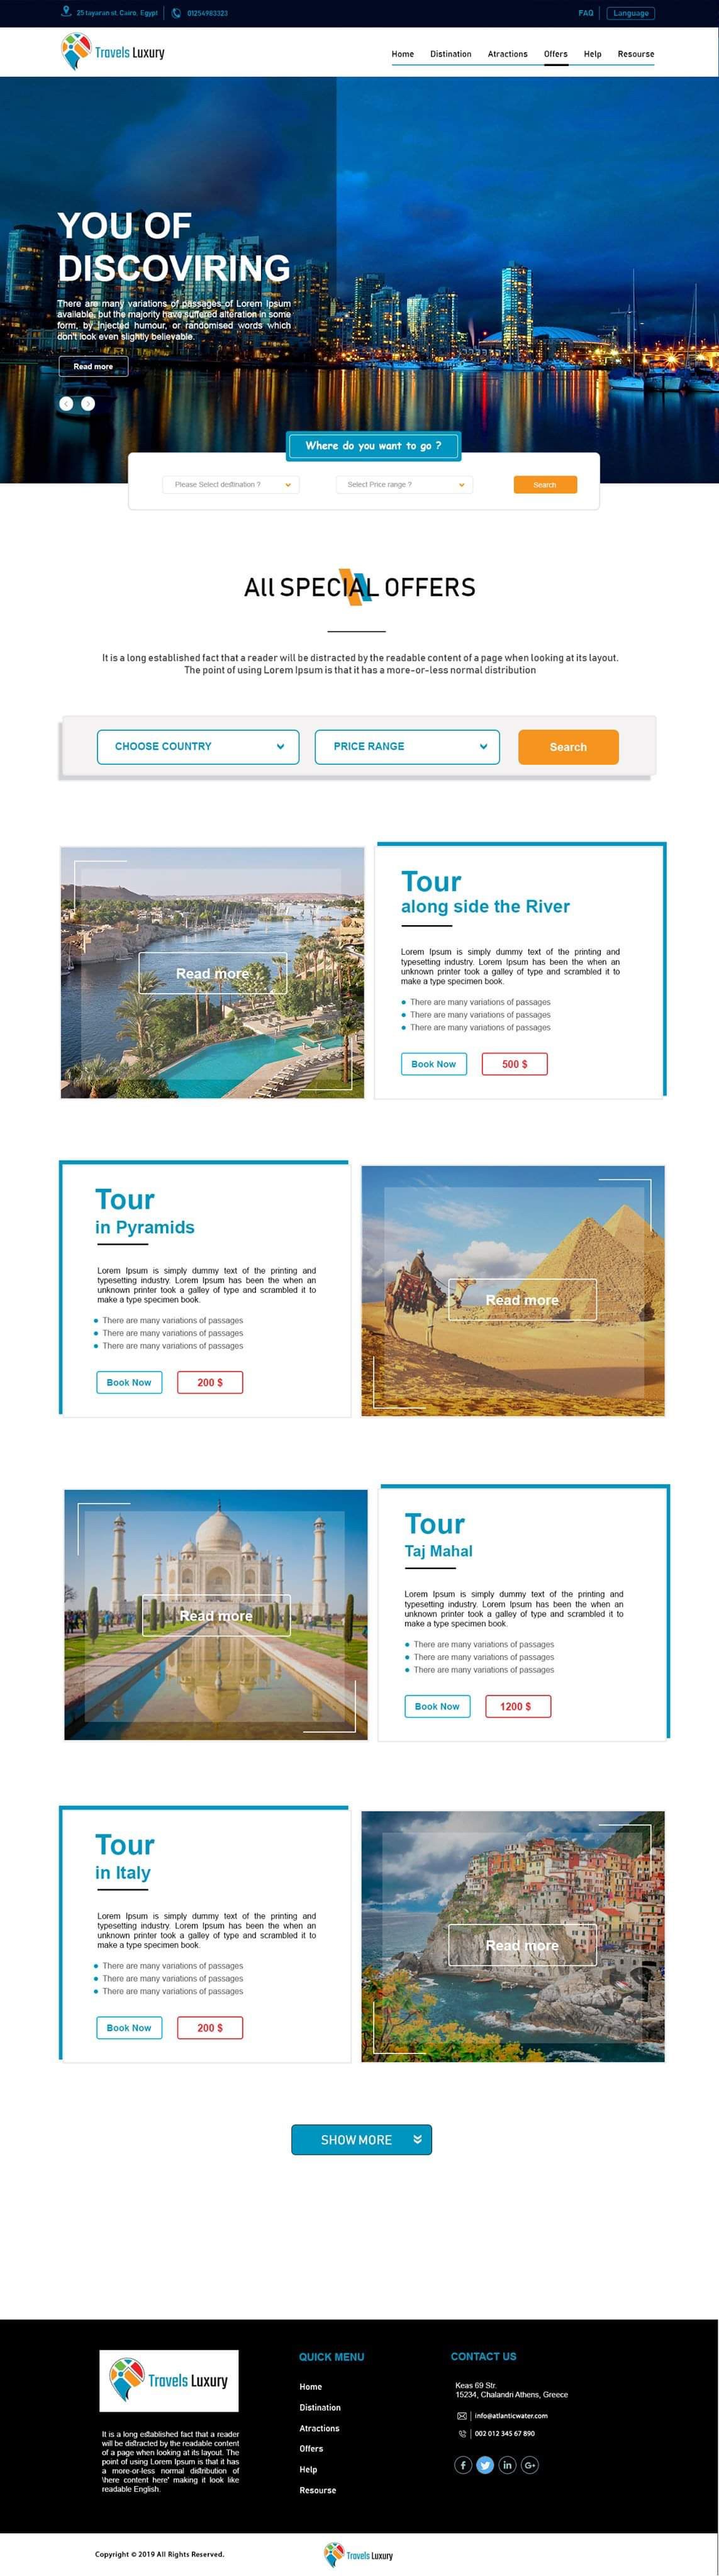 25 tayaran st. Cairo, Egypt
01254983323
FAQ
Language
Travels Luxury
Home
Distination
Atractions
Offers
Help
Resourse
YOU OF
DISCOVIRING
There are many variations of passages of Lorem Ipsum
available, but the majority have suffered alteration in some
form, by injected humour, or randomised words which
don't look even slightly believable.
Read more
Where do you want to go ?
Please Select dedtination ?
Select Price range ?
Search
All SPECIAL OFFERS
It is a long established fact that a reader will be distracted by the readable content of a page when looking at its layout.
The point of using Lorem Ipsum is that it has a more-or-less normal distribution
CHOOSE COUNTRY
PRICE RANGE
Search
Read more
Tour
along side the River
Lorem Ipsum is simply dummy text of the printing and
typesetting industry. Lorem Ipsum has been the when an
unknown printer took a galley of type and scrambled it to
make a type specimen book.
There are many variations of passages
There are many variations of passages
There are many variations of passages
Book Now
500 $
Tour
in Pyramids
Lorem Ipsum is simply dummy text of the printing and
typesetting industry. Lorem Ipsum has been the when an
unknown printer took a galley of type and scrambled it to
make a type specimen book.
There are many variations of passages
There are many variations of passages
There are many variations of passages
Book Now
200 $
Read more
Read more
Tour
Taj Mahal
Lorem Ipsum is simply dummy text of the printing and
typesetting industry. Lorem Ipsum has been the when an
unknown printer took a galley of type and scrambled it to
make a type specimen book.
There are many variations of passages
There are many variations of passages
There are many variations of passages
Book Now
1200 $
Tour
in Italy
Lorem Ipsum is simply dummy text of the printing and
typesetting industry. Lorem Ipsum has been the when an
unknown printer took a galley of type and scrambled it to
make a type specimen book.
There are many variations of passages
There are many variations of passages
There are many variations of passages
Book Now
200 $
Read more
SHOW MORE
Travels Luxury
It is a long established fact that a reader
will be distracted by the readable content
of a page when looking at its layout. The
point of using Lorem Ipsum is that it has
a more-or-less normal distribution of
'here content here' making it look like
readable English.
QUICK MENU
Home
Distination
Atractions
Offers
Help
Resourse
CONTACT US
Keas 69 Str.
15234, Chalandri Athens, Greece
info@atlanticwater.com
002 012 345 67 890
f
in
G+
Copyright © 2019 All Rights Reserved.
Travels Luxury